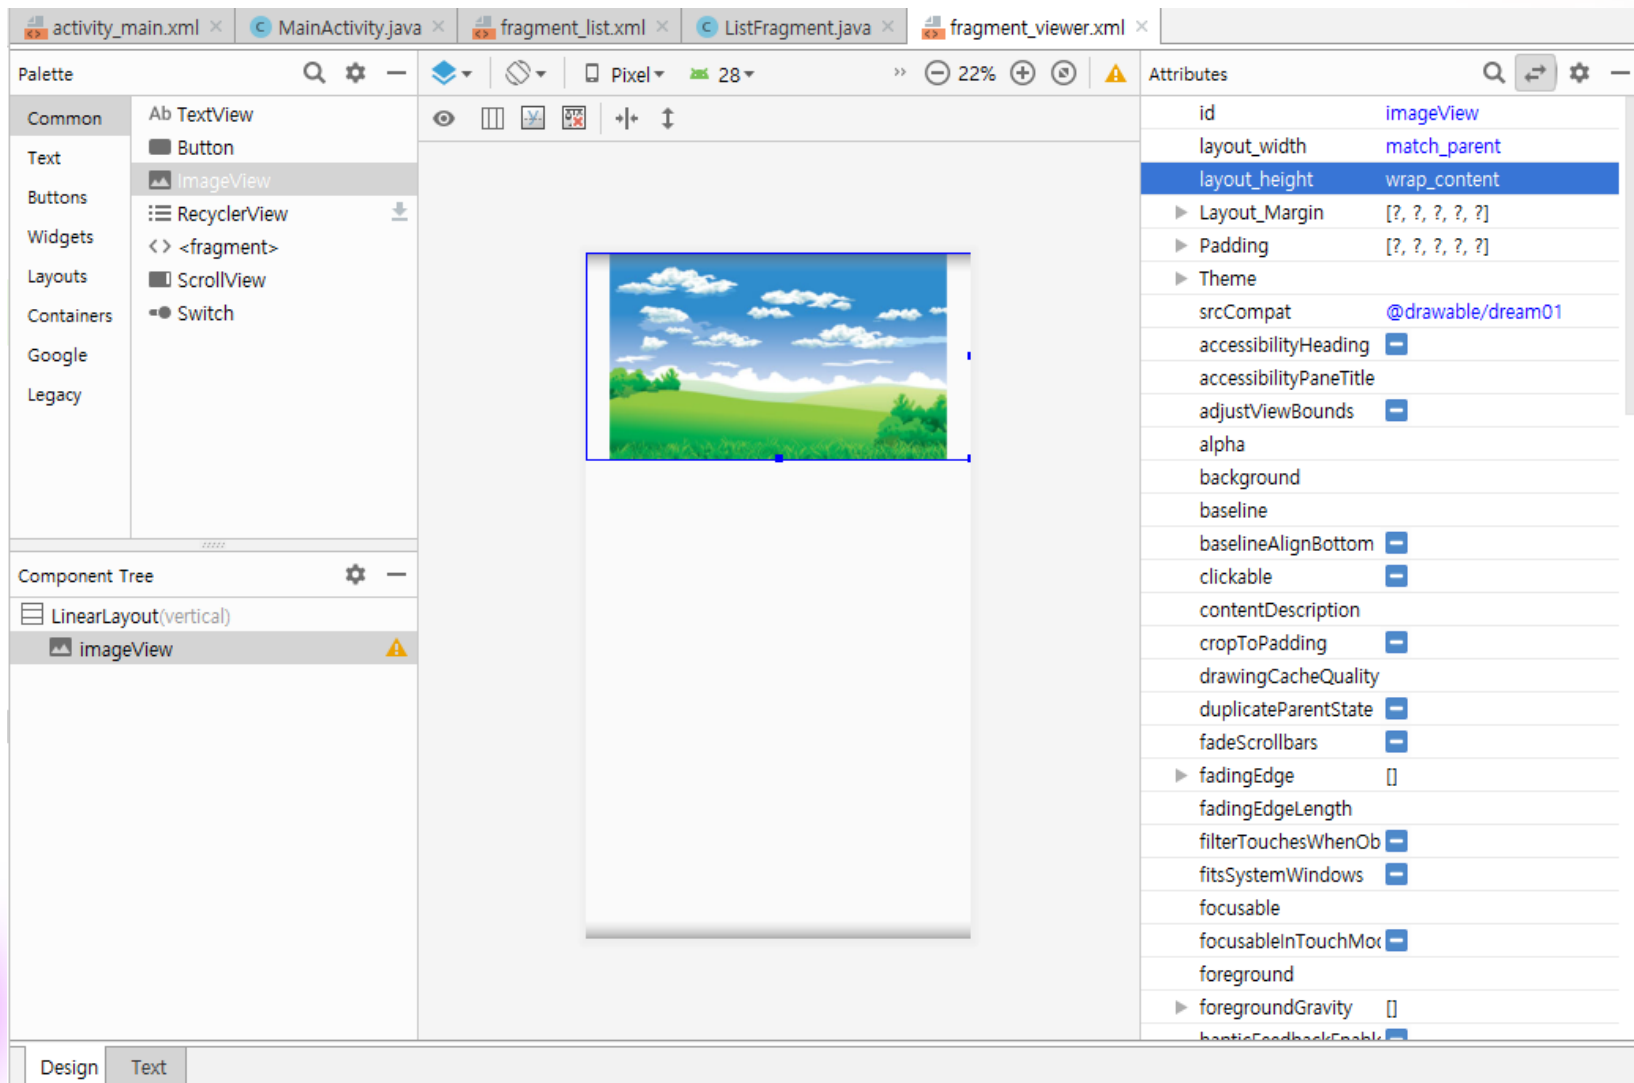 activity_main.xml MainActivity.java fragment_list.xml ListFragment.java fragment_viewer.xml
Palette
Common
Text
Buttons
Widgets
Layouts
Containers
Google
Legacy
Ab TextView
Button
ImageView
RecyclerView
<fragment>
ScrollView
Switch
Component Tree
LinearLayout(vertical)
imageView
Pixel 28 22%
Attributes
id imageView
layout_width match_parent
layout_height wrap_content
Layout_Margin [?, ?, ?, ?, ?]
Padding [?, ?, ?, ?, ?]
Theme
srcCompat @drawable/dream01
accessibilityHeading
accessibilityPaneTitle
adjustViewBounds
alpha
background
baseline
baselineAlignBottom
clickable
contentDescription
cropToPadding
drawingCacheQuality
duplicateParentState
fadeScrollbars
fadingEdge []
fadingEdgeLength
filterTouchesWhenOb
fitsSystemWindows
focusable
focusableInTouchMo
foreground
foregroundGravity []
Design Text